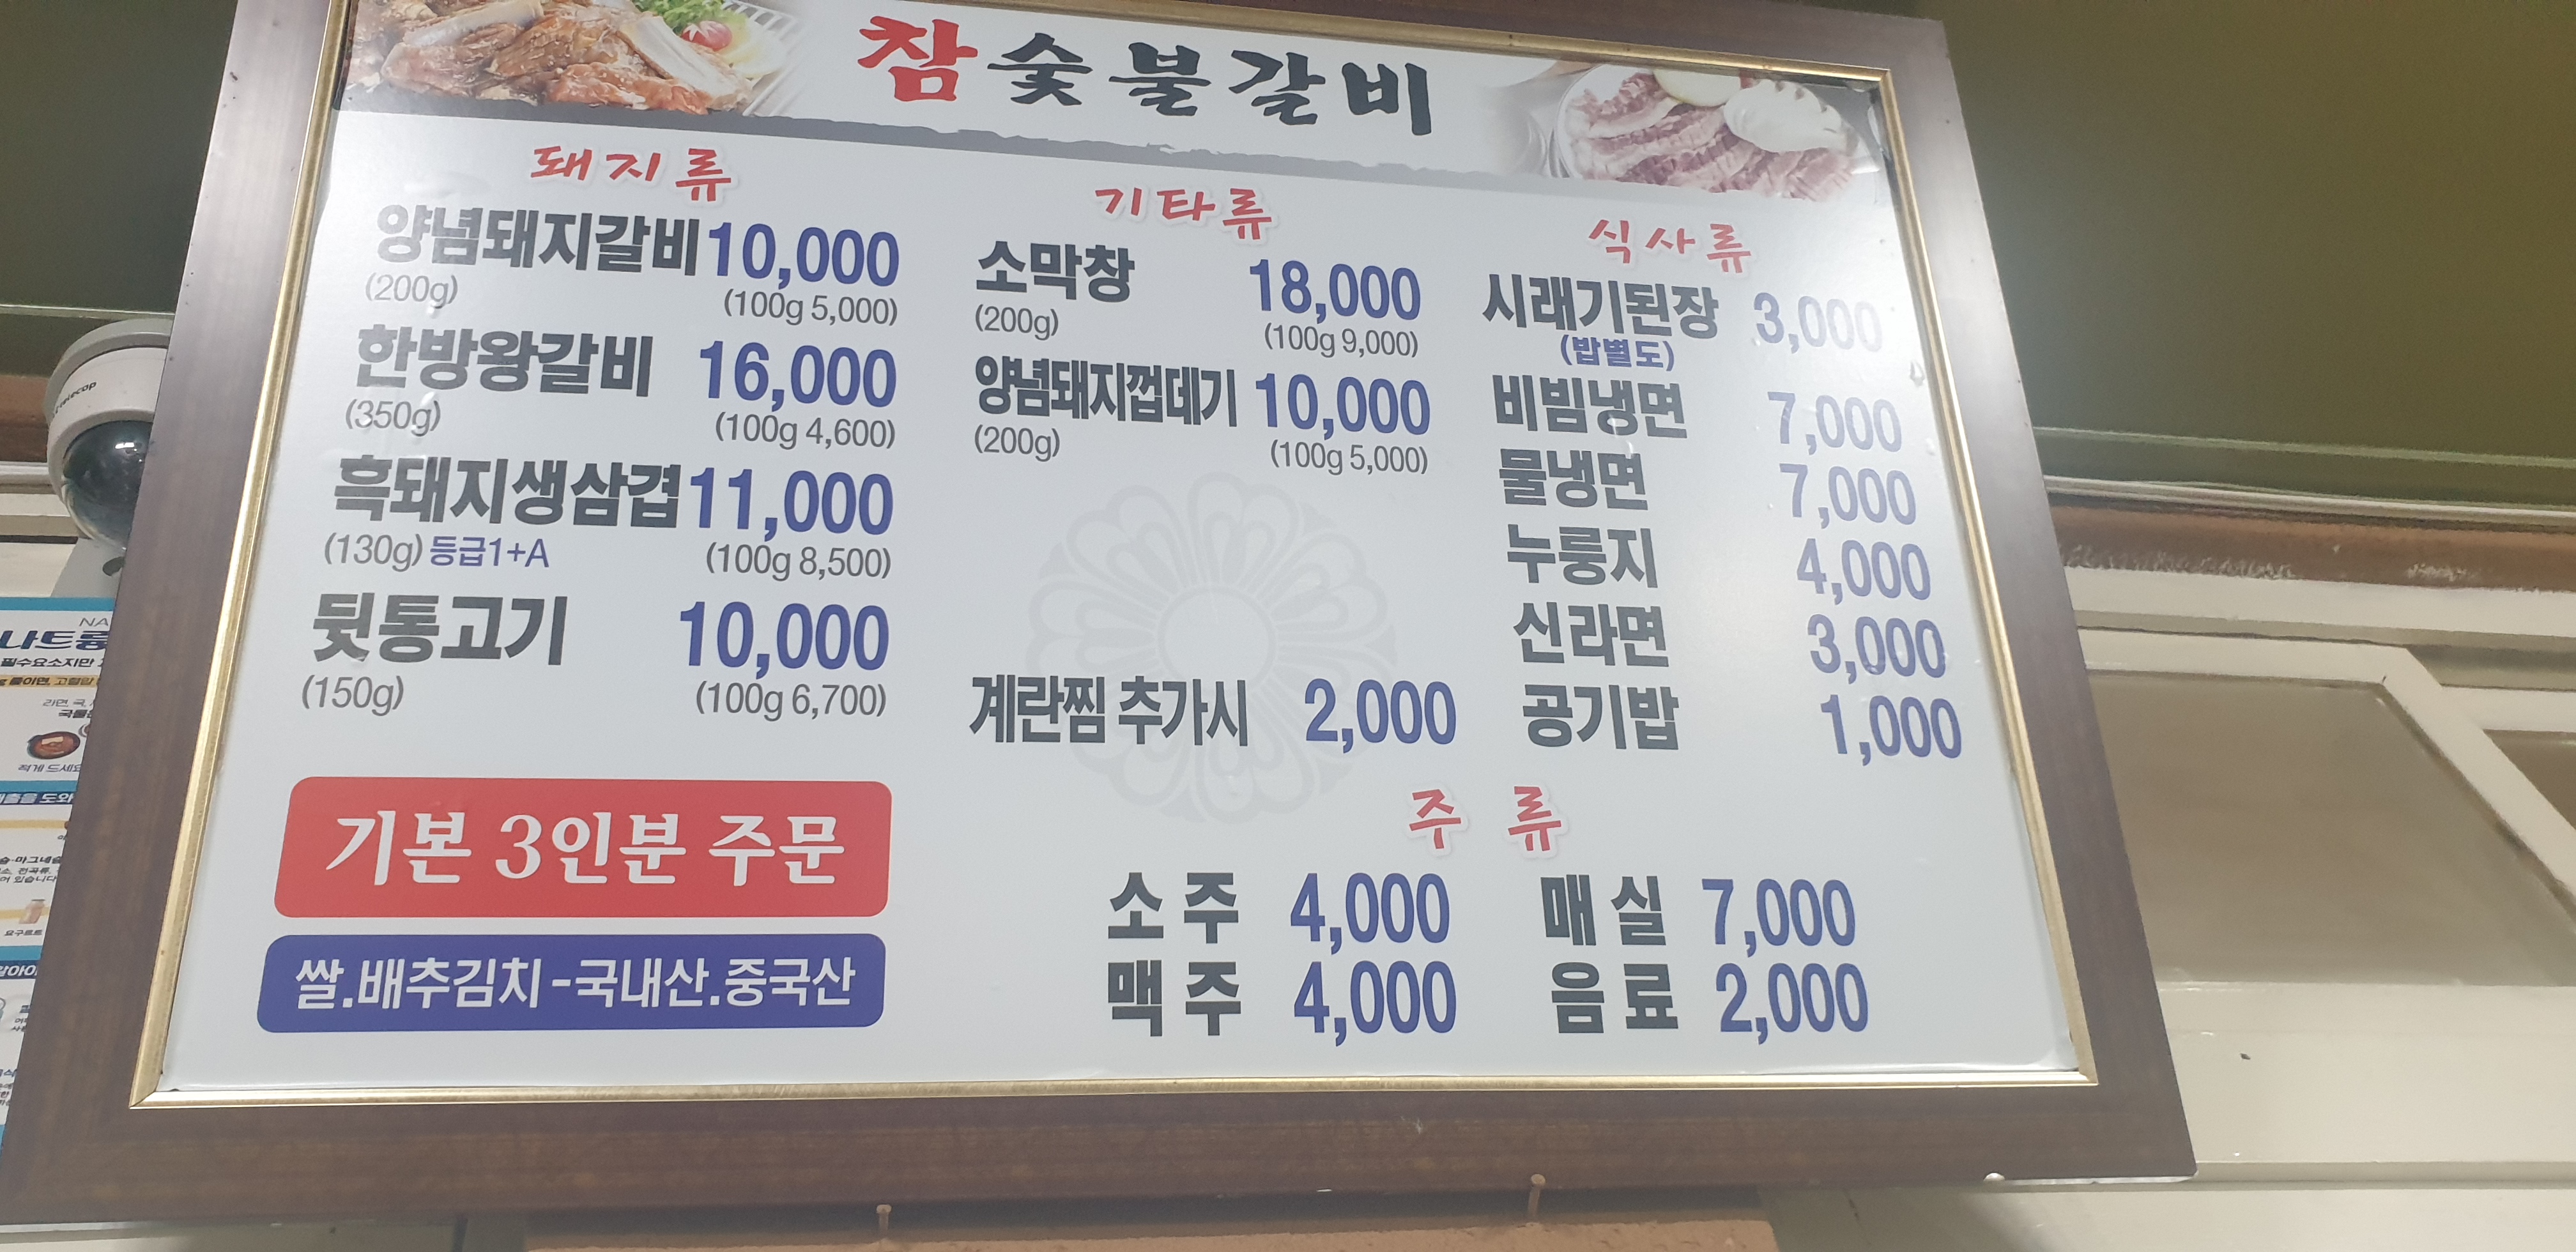 참숯불갈비
돼지류
양념돼지갈비 10,000
(200g) (100g 5,000)
한방왕갈비 16,000
(350g) (100g 4,600)
흑돼지생삼겹 11,000
(130g) 등급1+A (100g 8,500)
뒷통고기 10,000
(150g) (100g 6,700)
기본 3인분 주문
쌀.배추김치-국내산.중국산
기타류
소막창 18,000
(200g) (100g 9,000)
양념돼지껍데기 10,000
(200g) (100g 5,000)
계란찜 추가시 2,000
식사류
시래기된장 3,000
(밥별도)
비빔냉면 7,000
물냉면 7,000
누룽지 4,000
신라면 3,000
공기밥 1,000
주 류
소 주 4,000
매 실 7,000
맥 주 4,000
음 료 2,000
필수요소지만